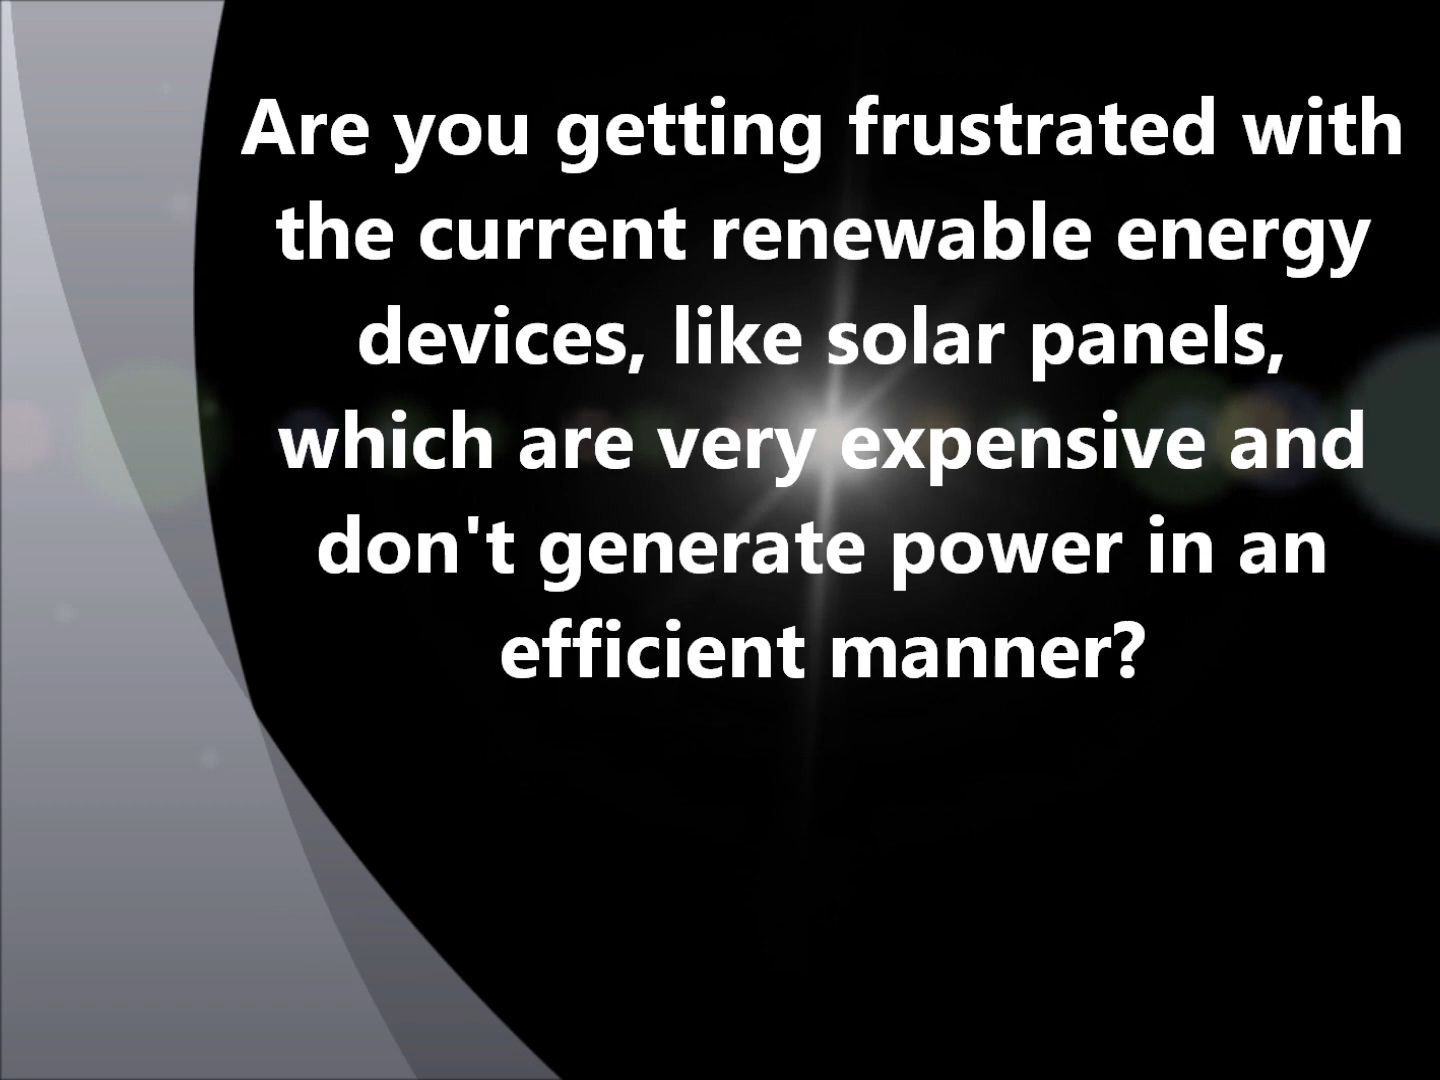 Are you getting frustrated with
the current renewable energy
devices, like solar panels,
which are very expensive and
don't generate power in an
efficient manner?